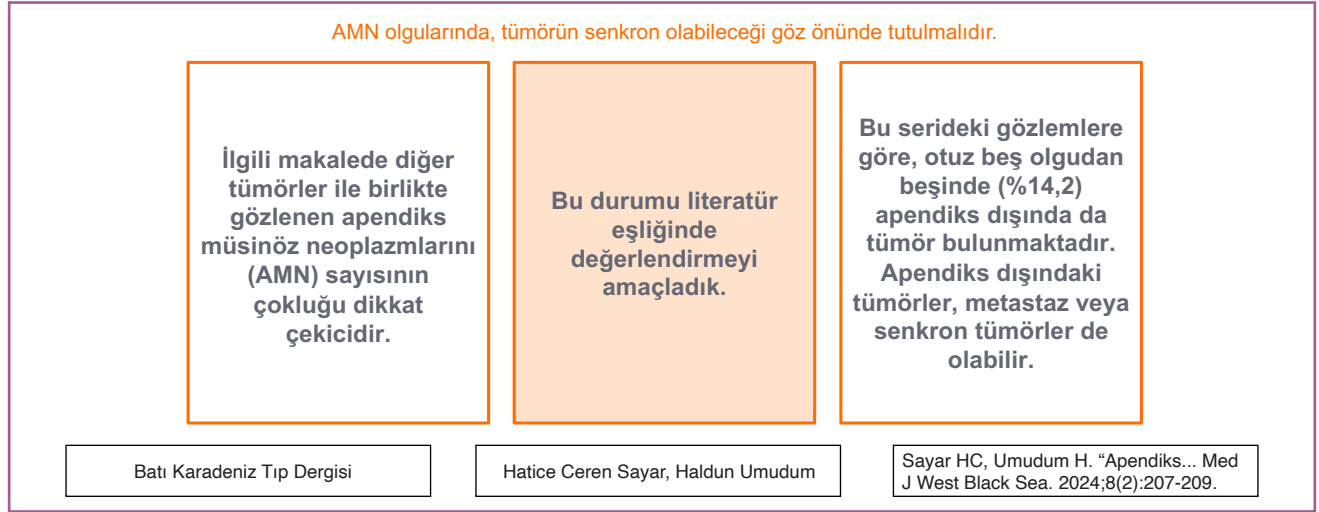 AMN olgularında, tümörün senkron olabileceği göz önünde tutulmalıdır.
İlgili makalede diğer
tümörler ile birlikte
gözlenen apendiks
müsinöz neoplazmlarını
(AMN) sayısının
çokluğu dikkat
çekicidir.
Bu durumu literatür
eşliğinde
değerlendirmeyi
amaçladık.
Bu serideki gözlemlere
göre, otuz beş olgudan
beşinde (%14,2)
apendiks dışında da
tümör bulunmaktadır.
Apendiks dışındaki
tümörler, metastaz veya
senkron tümörler de
olabilir.
Batı Karadeniz Tıp Dergisi
Hatice Ceren Sayar, Haldun Umudum
Sayar HC, Umudum H. “Apendiks... Med
J West Black Sea. 2024;8(2):207-209.